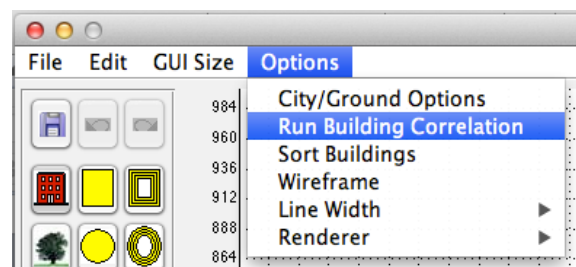 File Edit GUI Size Options
City/Ground Options
Run Building Correlation
Sort Buildings
Wireframe
Line Width
Renderer
984
960
936
912
888
864